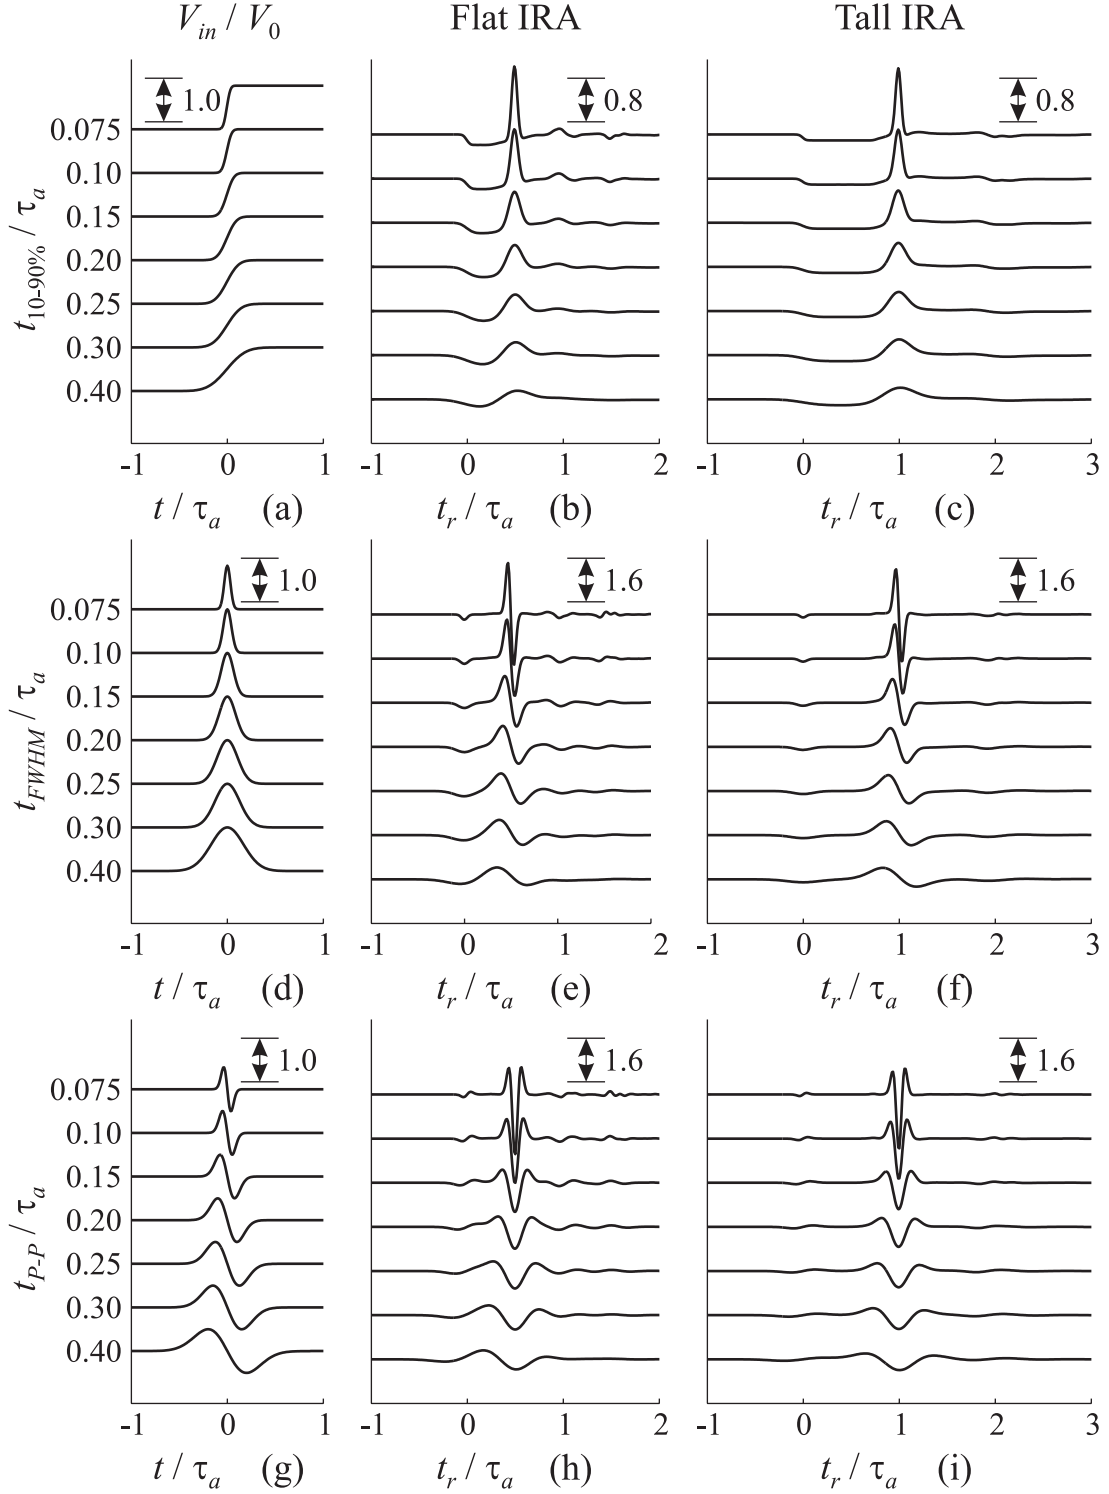 V_in / V_0 Flat IRA Tall IRA
1.0 0.8 0.8
t_10-90% / τ_a
0.075
0.10
0.15
0.20
0.25
0.30
0.40
-1 0 1 -1 0 1 2 -1 0 1 2 3
t / τ_a (a) t_r / τ_a (b) t_r / τ_a (c)
1.0 1.6 1.6
t_FWHM / τ_a
0.075
0.10
0.15
0.20
0.25
0.30
0.40
-1 0 1 -1 0 1 2 -1 0 1 2 3
t / τ_a (d) t_r / τ_a (e) t_r / τ_a (f)
1.0 1.6 1.6
t_P-P / τ_a
0.075
0.10
0.15
0.20
0.25
0.30
0.40
-1 0 1 -1 0 1 2 -1 0 1 2 3
t / τ_a (g) t_r / τ_a (h) t_r / τ_a (i)